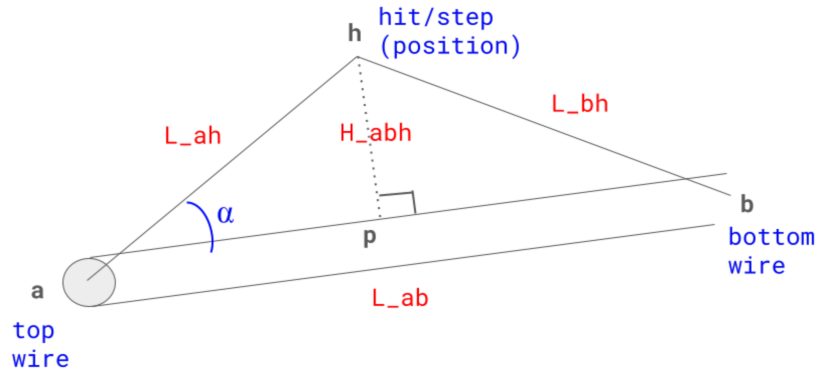 hit/step
h
(position)
L_bh
L_ah
H_abh
α
b
p
bottom
wire
a
L_ab
top
wire